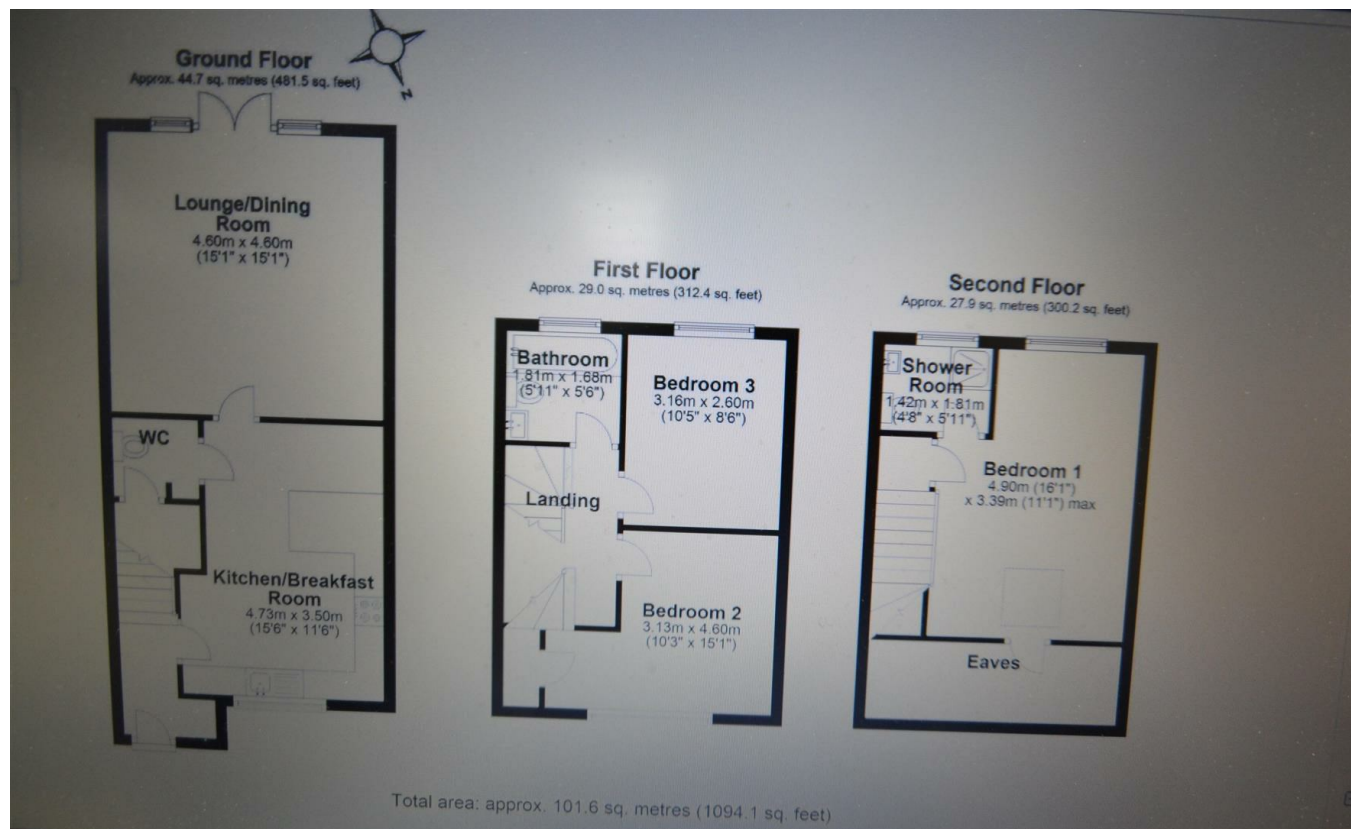 Ground Floor
Approx. 44.7 sq. metres (481.5 sq. feet)
N
Lounge/Dining
Room
4.60m x 4.60m
(15'1" x 15'1")
WC
Kitchen/Breakfast
Room
4.73m x 3.50m
(15'6" x 11'6")
First Floor
Approx. 29.0 sq. metres (312.4 sq. feet)
Bathroom
1.81m x 1.68m
(5'11" x 5'6")
Bedroom 3
3.16m x 2.60m
(10'5" x 8'6")
Landing
Bedroom 2
3.13m x 4.60m
(10'3" x 15'1")
Second Floor
Approx. 27.9 sq. metres (300.2 sq. feet)
Shower
Room
1.42m x 1.81m
(4'8" x 5'11")
Bedroom 1
4.90m (16'1")
x 3.39m (11'1") max
Eaves
Total area: approx. 101.6 sq. metres (1094.1 sq. feet)